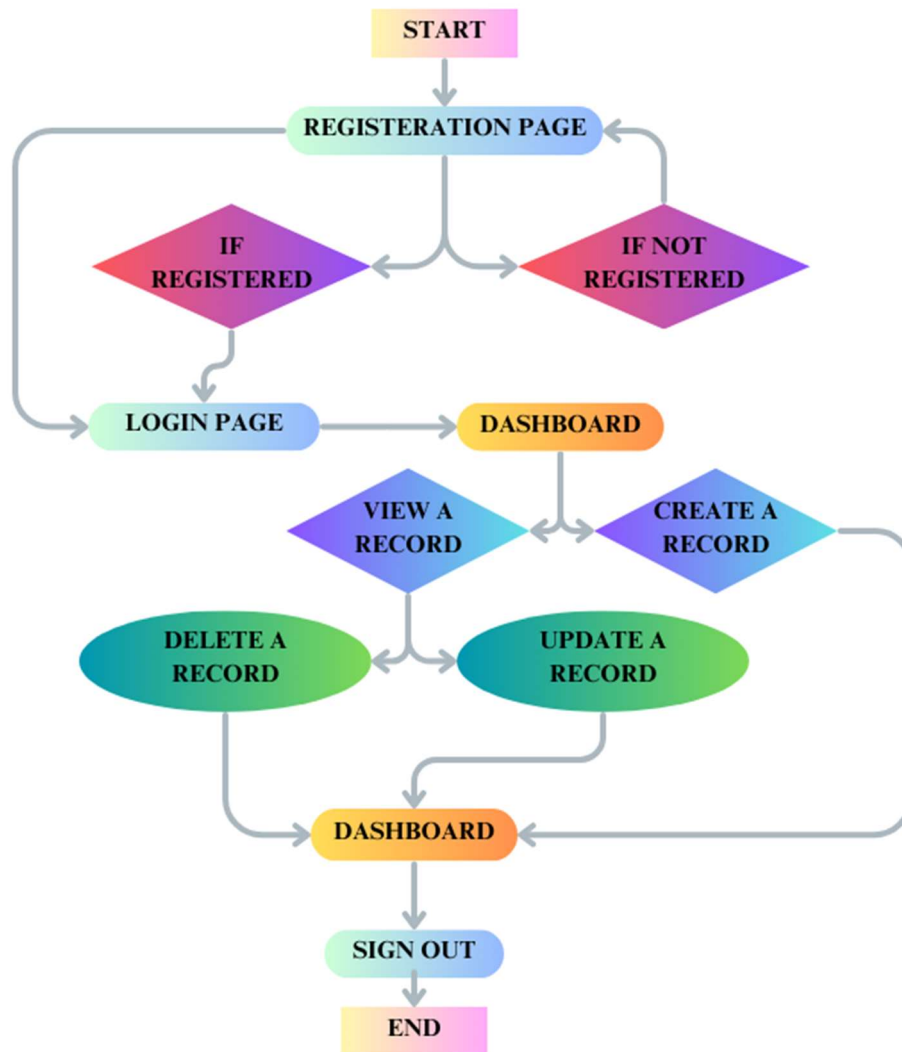 START
REGISTERATION PAGE
IF
REGISTERED
IF NOT
REGISTERED
LOGIN PAGE
DASHBOARD
VIEW A
RECORD
CREATE A
RECORD
DELETE A
RECORD
UPDATE A
RECORD
DASHBOARD
SIGN OUT
END